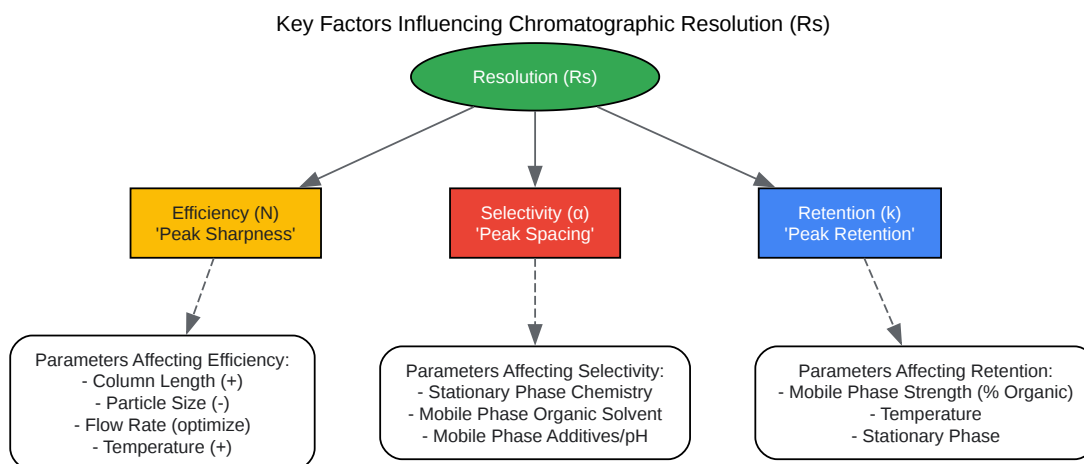 Key Factors Influencing Chromatographic Resolution (Rs)
Resolution (Rs)
Efficiency (N)
'Peak Sharpness'
Selectivity (α)
'Peak Spacing'
Retention (k)
'Peak Retention'
Parameters Affecting Efficiency:
- Column Length (+)
- Particle Size (-)
- Flow Rate (optimize)
- Temperature (+)
Parameters Affecting Selectivity:
- Stationary Phase Chemistry
- Mobile Phase Organic Solvent
- Mobile Phase Additives/pH
Parameters Affecting Retention:
- Mobile Phase Strength (% Organic)
- Temperature
- Stationary Phase